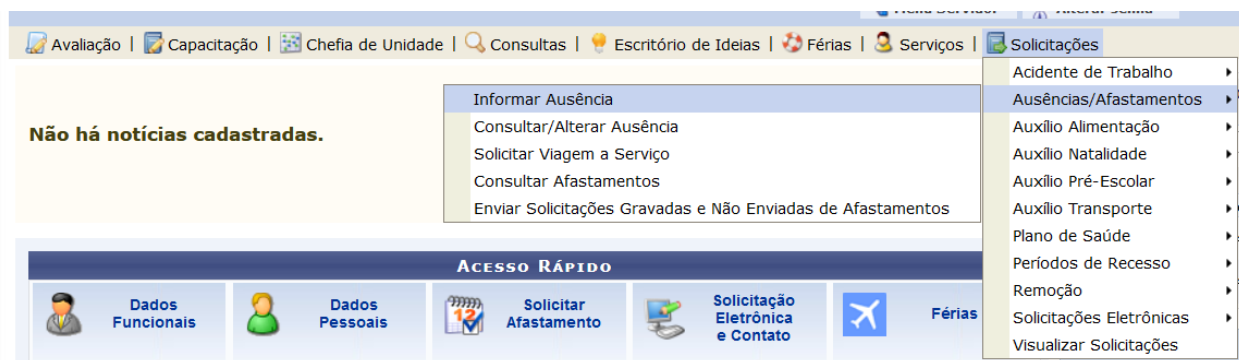 Avaliação | Capacitação | Chefia de Unidade | Consultas | Escritório de Ideias | Férias | Serviços | Solicitações
Não há notícias cadastradas.
Informar Ausência
Consultar/Alterar Ausência
Solicitar Viagem a Serviço
Consultar Afastamentos
Enviar Solicitações Gravadas e Não Enviadas de Afastamentos
Acidente de Trabalho
Ausências/Afastamentos
Auxílio Alimentação
Auxílio Natalidade
Auxílio Pré-Escolar
Auxílio Transporte
Plano de Saúde
Períodos de Recesso
Remoção
Solicitações Eletrônicas
Visualizar Solicitações
Acesso Rápido
Dados
Funcionais
Dados
Pessoais
Solicitar
Afastamento
12
Solicitação
Eletrônica
e Contato
Férias